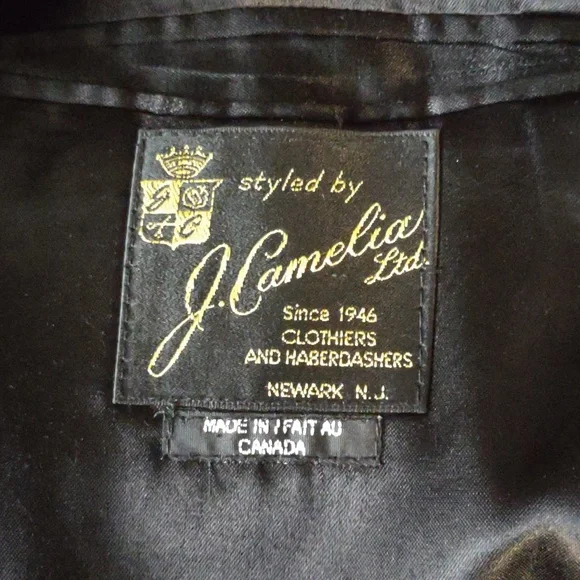 styled by
J. Camelia
Ltd.
Since 1946
CLOTHIERS
AND HABERDASHERS
NEWARK N.J.
MADE IN / FAIT AU
CANADA